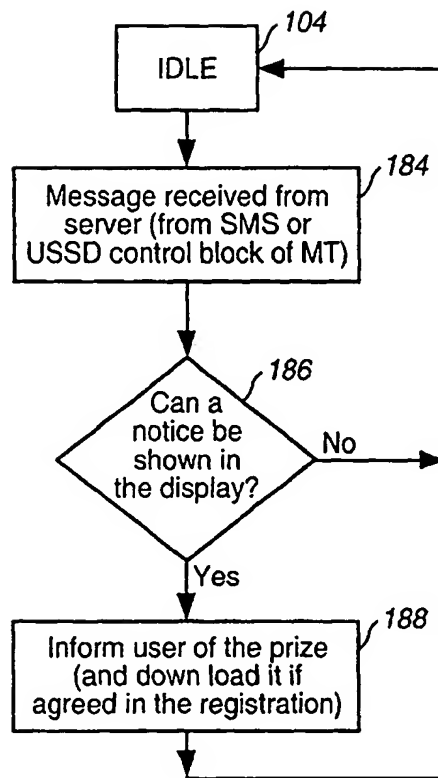 104
IDLE
184
Message received from
server (from SMS or
USSD control block of MT)
186
Can a
notice be
shown in
the display?
No
Yes
188
Inform user of the prize
(and down load it if
agreed in the registration)